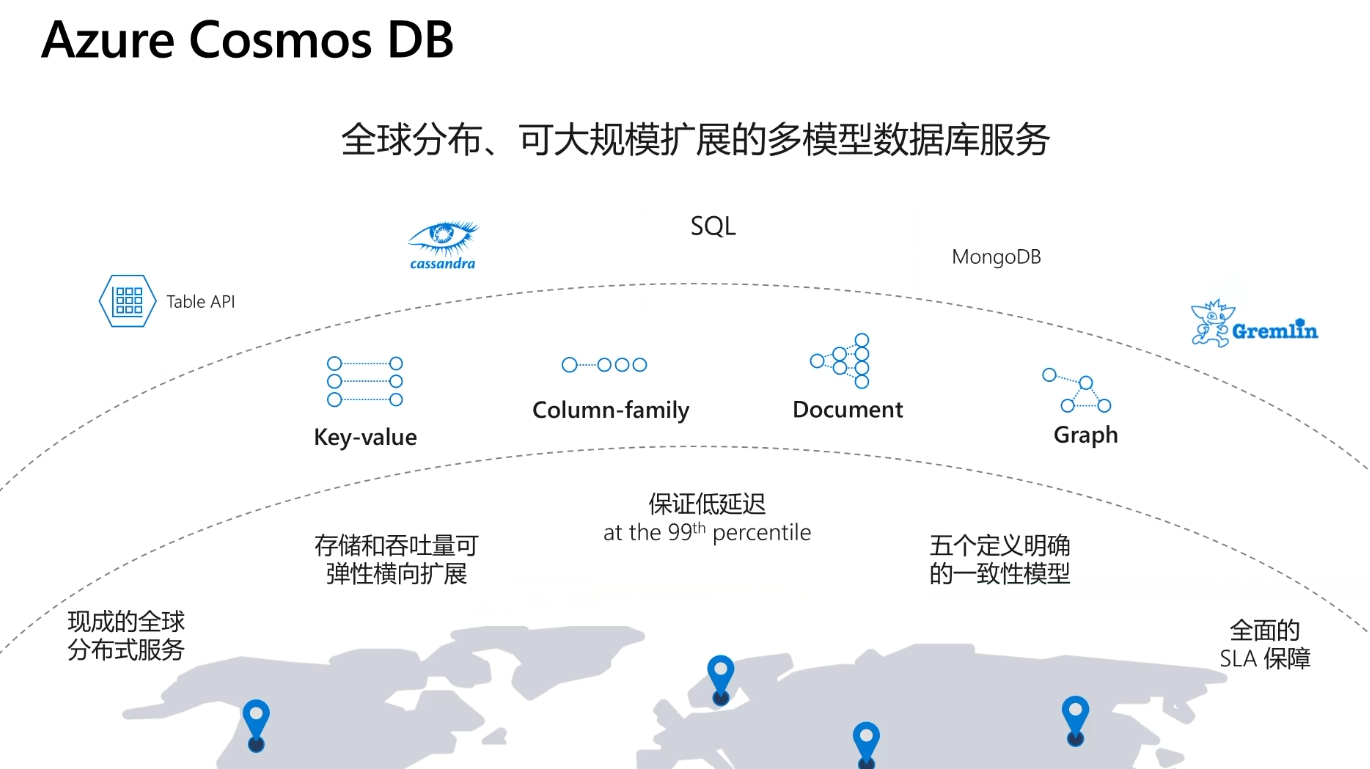 Azure Cosmos DB
全球分布、可大规模扩展的多模型数据库服务
Table API
cassandra
SQL
MongoDB
Gremlin
Key-value
Column-family
Document
Graph
现成的全球
分布式服务
存储和吞吐量可
弹性横向扩展
保证低延迟
at the 99th percentile
五个定义明确
的一致性模型
全面的
SLA 保障